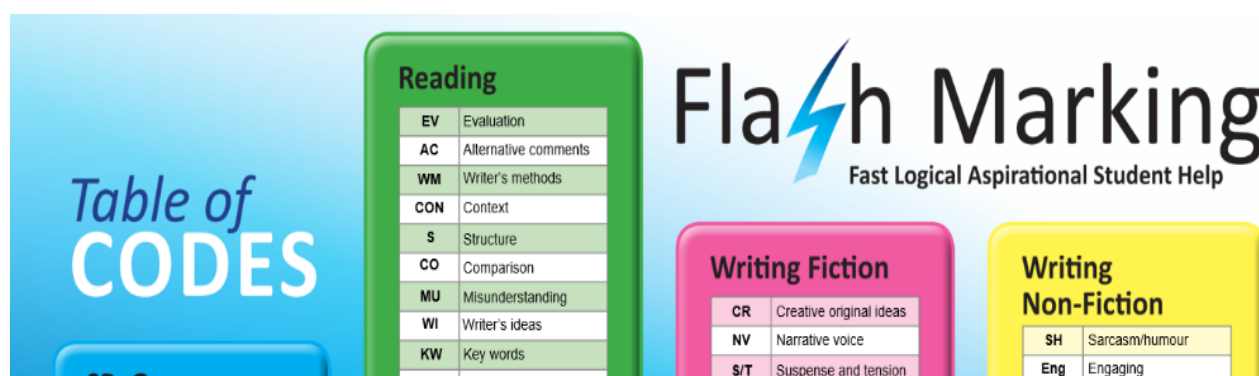 Table of
CODES
Reading
EV Evaluation
AC Alternative comments
WM Writer's methods
CON Context
S Structure
CO Comparison
MU Misunderstanding
WI Writer's ideas
KW Key words
Flash Marking
Fast Logical Aspirational Student Help
Writing Fiction
CR Creative original ideas
NV Narrative voice
S/T Suspense and tension
Writing
Non-Fiction
SH Sarcasm/humour
Eng Engaging